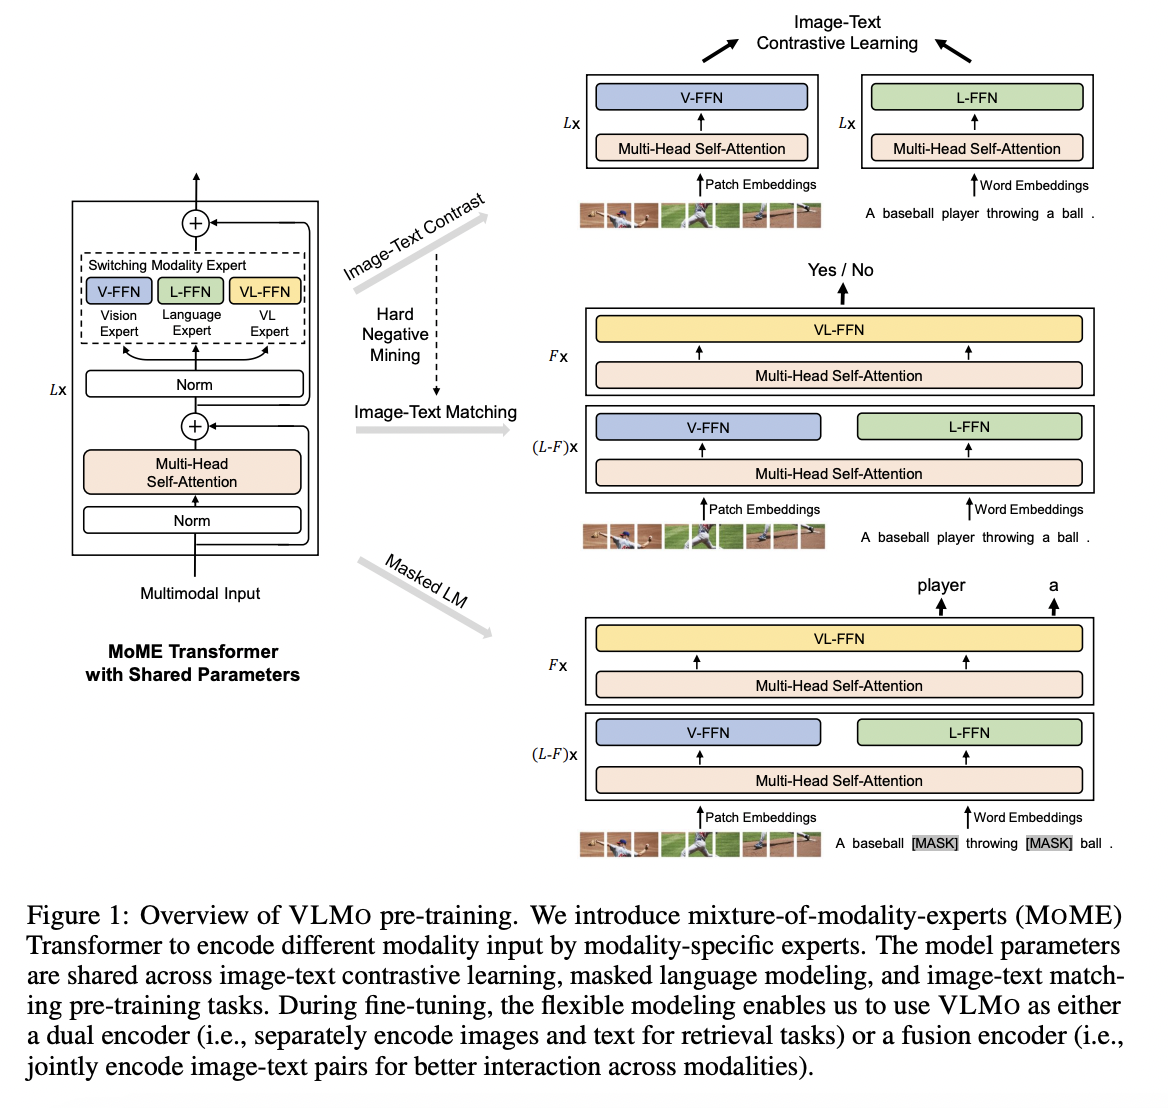 Image-Text
Contrastive Learning
V-FFN
L-FFN
Lx
Lx
Multi-Head Self-Attention
Multi-Head Self-Attention
Patch Embeddings
Word Embeddings
A baseball player throwing a ball .
Switching Modality Expert
V-FFN
L-FFN
VL-FFN
Vision
Expert
Language
Expert
VL
Expert
Norm
Lx
Multi-Head
Self-Attention
Norm
Multimodal Input
MoME Transformer
with Shared Parameters
Image-Text Contrast
Hard
Negative
Mining
Image-Text Matching
Masked LM
Yes / No
VL-FFN
Fx
Multi-Head Self-Attention
V-FFN
L-FFN
(L-F)x
Multi-Head Self-Attention
Patch Embeddings
Word Embeddings
A baseball player throwing a ball .
player
a
VL-FFN
Fx
Multi-Head Self-Attention
V-FFN
L-FFN
(L-F)x
Multi-Head Self-Attention
Patch Embeddings
Word Embeddings
A baseball [MASK] throwing [MASK] ball .
Figure 1: Overview of VLMO pre-training. We introduce mixture-of-modality-experts (MOME)
Transformer to encode different modality input by modality-specific experts. The model parameters
are shared across image-text contrastive learning, masked language modeling, and image-text match-
ing pre-training tasks. During fine-tuning, the flexible modeling enables us to use VLMO as either
a dual encoder (i.e., separately encode images and text for retrieval tasks) or a fusion encoder (i.e.,
jointly encode image-text pairs for better interaction across modalities).